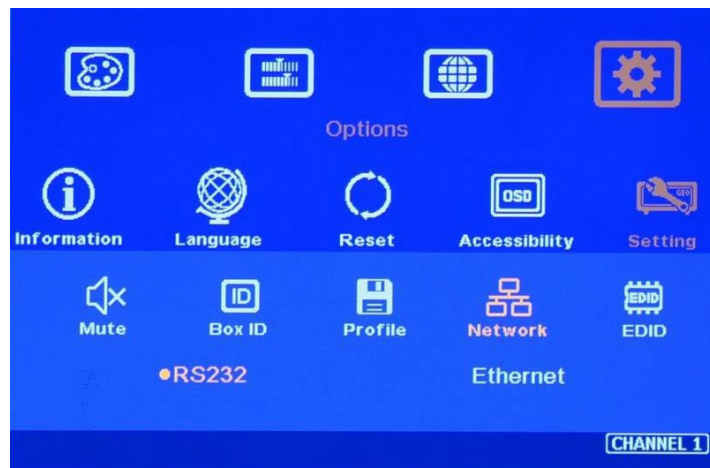 Options
OSD
GEO
Information Language Reset Accessibility Setting
ID
EDID
Mute Box ID Profile Network EDID
•RS232 Ethernet
CHANNEL 1